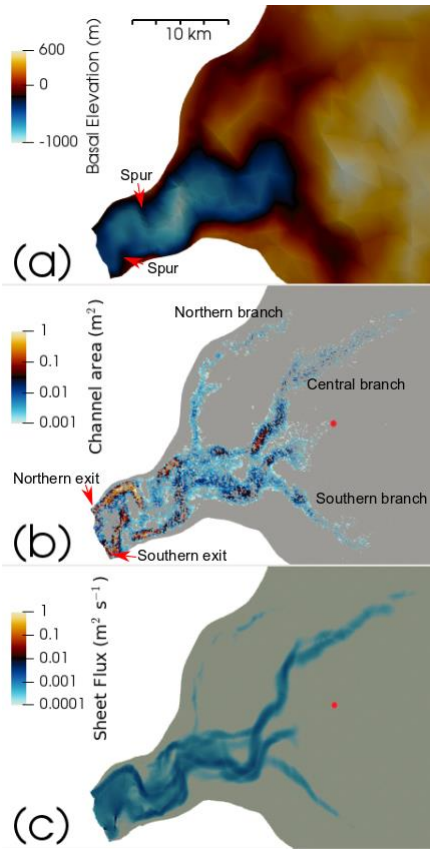 10 km
600
0
-1000
Basal Elevation (m)
Spur
Spur
(a)
Northern branch
1
0.1
0.01
0.001
Channel area (m²)
Central branch
Northern exit
Southern branch
Southern exit
(b)
1
0.1
0.01
0.001
0.0001
Sheet Flux (m² s⁻¹)
(c)